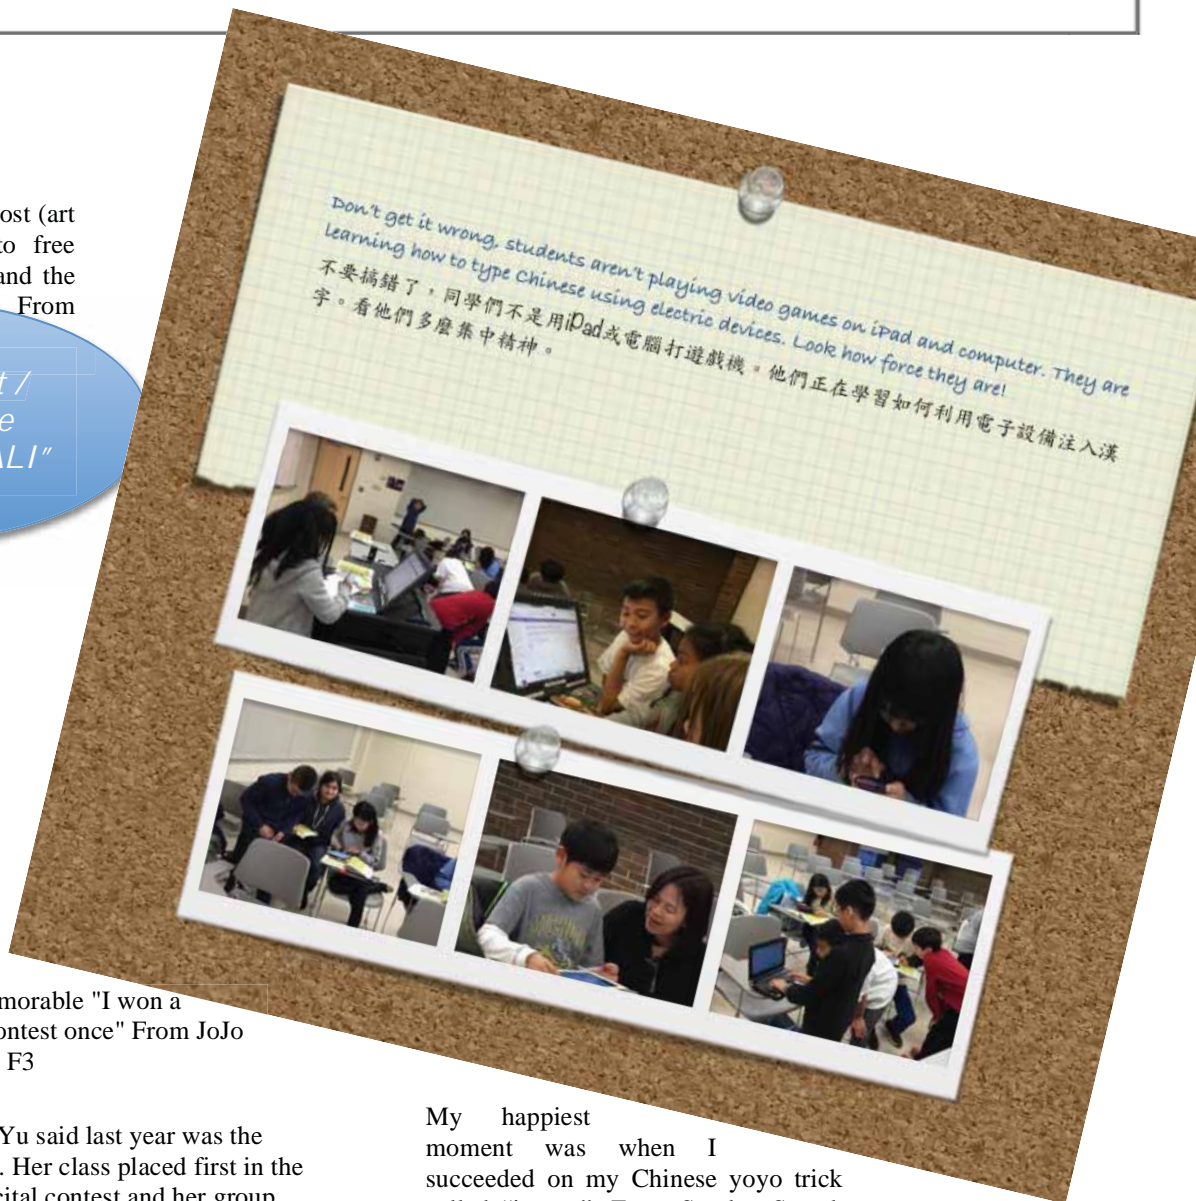 ost (art
to free
and the
From
t /
e
ALI"
Don't get it wrong, students aren't playing video games on iPad and computer. They are
learning how to type Chinese using electric devices. Look how force they are!
不要搞錯了，同學們不是用iPad或電腦打遊戲機。他們正在學習如何利用電子設備注入漢
字。看他們多麼集中精神。
morable "I won a
ontest once" From JoJo
F3
Yu said last year was the
. Her class placed first in the
cital contest and her group
My happiest
moment was when I
succeeded on my Chinese yoyo trick